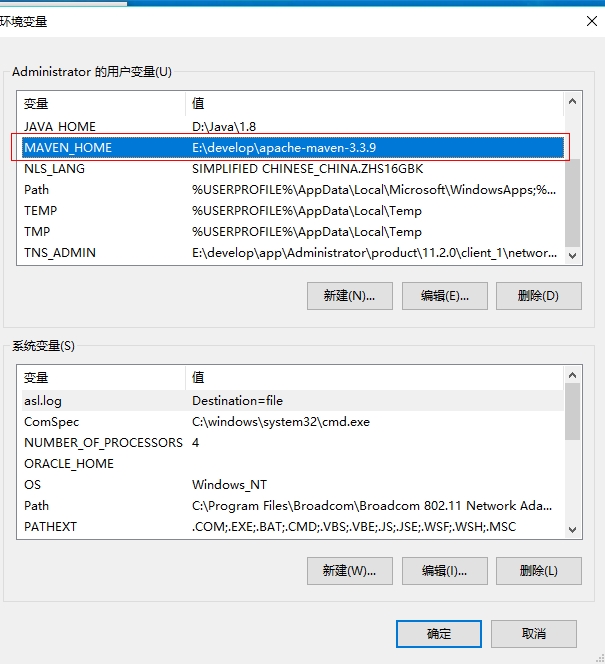 环境变量
Administrator 的用户变量(U)
变量 值
JAVA_HOME D:\Java\1.8
MAVEN_HOME E:\develop\apache-maven-3.3.9
NLS_LANG SIMPLIFIED CHINESE_CHINA.ZHS16GBK
Path %USERPROFILE%\AppData\Local\Microsoft\WindowsApps;%...
TEMP %USERPROFILE%\AppData\Local\Temp
TMP %USERPROFILE%\AppData\Local\Temp
TNS_ADMIN E:\develop\app\Administrator\product\11.2.0\client_1\networ...
新建(N)... 编辑(E)... 删除(D)
系统变量(S)
变量 值
asl.log Destination=file
ComSpec C:\windows\system32\cmd.exe
NUMBER_OF_PROCESSORS 4
ORACLE_HOME
OS Windows_NT
Path C:\Program Files\Broadcom\Broadcom 802.11 Network Ada...
PATHEXT .COM;.EXE;.BAT;.CMD;.VBS;.VBE;.JS;.JSE;.WSF;.WSH;.MSC
新建(W)... 编辑(I)... 删除(L)
确定 取消